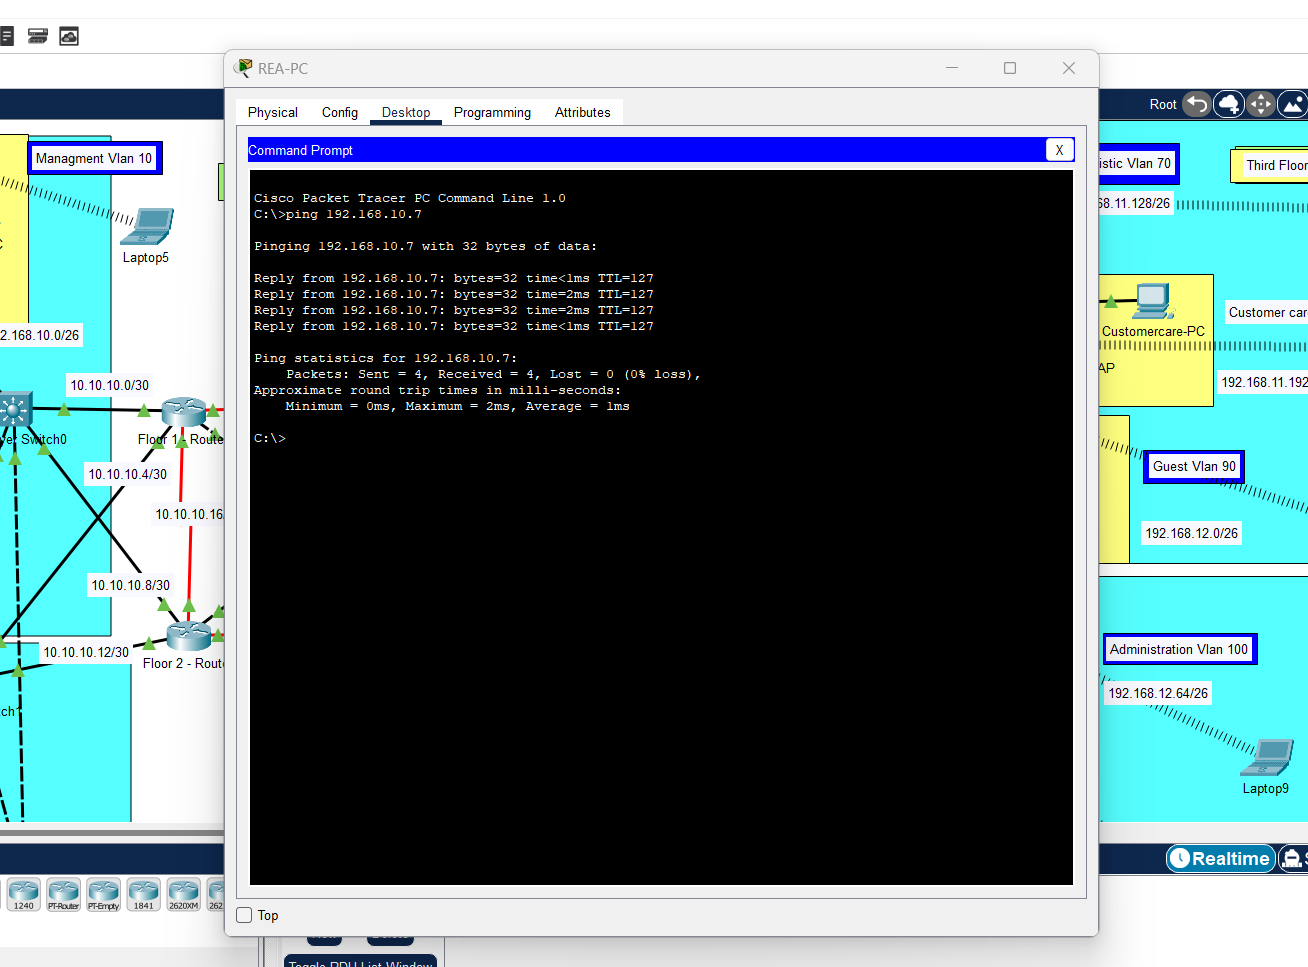 REA-PC
Physical
Config
Desktop
Programming
Attributes
Command Prompt
X
Cisco Packet Tracer PC Command Line 1.0
C:\>ping 192.168.10.7
Pinging 192.168.10.7 with 32 bytes of data:
Reply from 192.168.10.7: bytes=32 time<1ms TTL=127
Reply from 192.168.10.7: bytes=32 time=2ms TTL=127
Reply from 192.168.10.7: bytes=32 time=2ms TTL=127
Reply from 192.168.10.7: bytes=32 time<1ms TTL=127
Ping statistics for 192.168.10.7:
Packets: Sent = 4, Received = 4, Lost = 0 (0% loss),
Approximate round trip times in milli-seconds:
Minimum = 0ms, Maximum = 2ms, Average = 1ms
C:\>
Top
Managment Vlan 10
Laptop5
2.168.10.0/26
10.10.10.0/30
Switch0
Floor 1 - Route
10.10.10.4/30
10.10.10.16
10.10.10.8/30
10.10.10.12/30
Floor 2 - Route
tch1
1240
PT-Router
PT-Empty
1841
2620XM
262
Root
istic Vlan 70
Third Floor
68.11.128/26
Customer car
Customercare-PC
AP
192.168.11.192
Guest Vlan 90
192.168.12.0/26
Administration Vlan 100
192.168.12.64/26
Laptop9
Realtime
Toggle PDU List Window